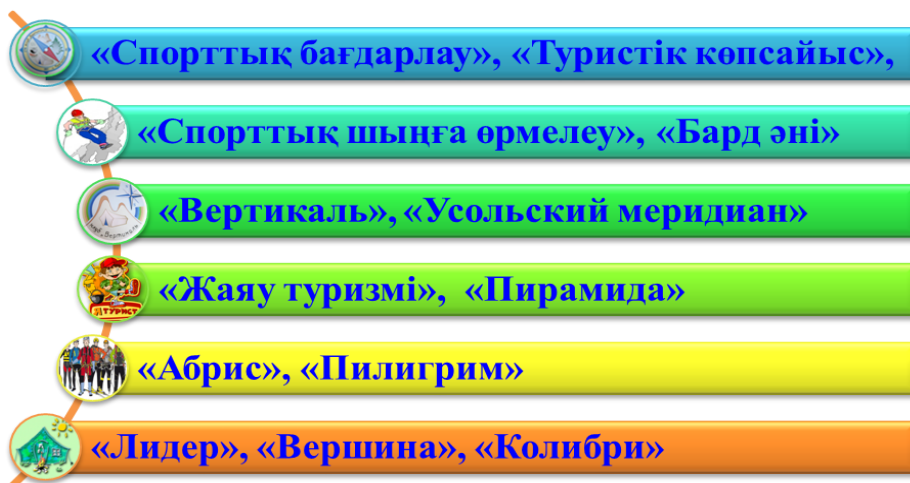 «Спорттық бағдарлау», «Туристік көпсайыс»,
«Спорттық шыңға өрмелеу», «Бард әні»
«Вертикаль», «Усольский меридиан»
«Жаяу туризмі», «Пирамида»
ТУРИСТ
«Абрис», «Пилигрим»
«Лидер», «Вершина», «Колибри»